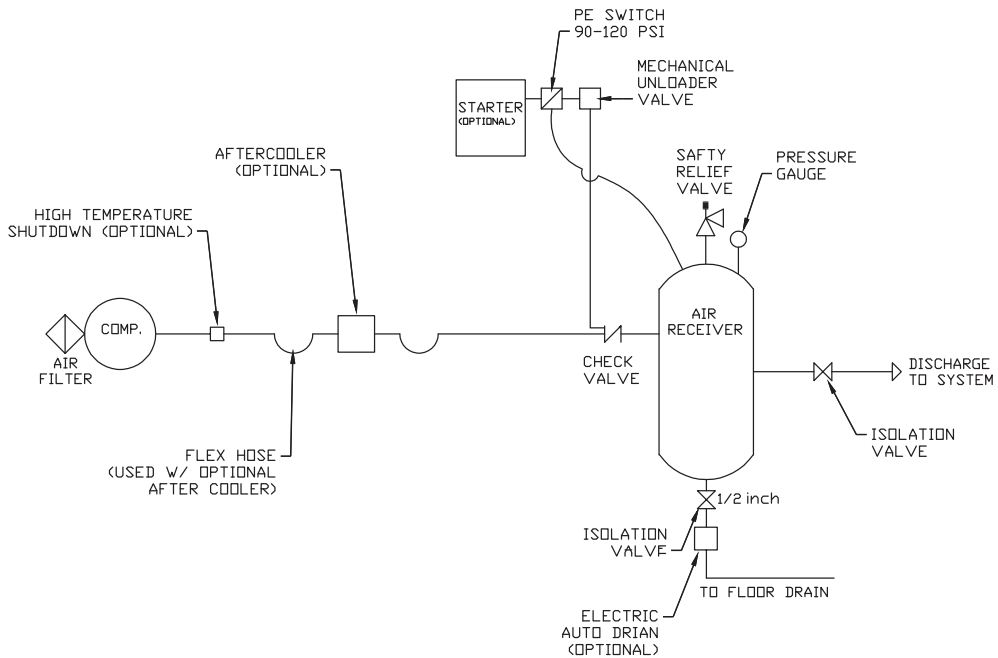 PE SWITCH
90-120 PSI
MECHANICAL
UNLOADER
VALVE
STARTER
(OPTIONAL)
AFTERCOOLER
(OPTIONAL)
SAFTY
RELIEF
VALVE
PRESSURE
GAUGE
HIGH TEMPERATURE
SHUTDOWN (OPTIONAL)
COMP.
AIR
FILTER
AIR
RECEIVER
CHECK
VALVE
DISCHARGE
TO SYSTEM
ISOLATION
VALVE
FLEX HOSE
(USED W/ OPTIONAL
AFTER COOLER)
1/2 inch
ISOLATION
VALVE
TO FLOOR DRAIN
ELECTRIC
AUTO DRIAN
(OPTIONAL)